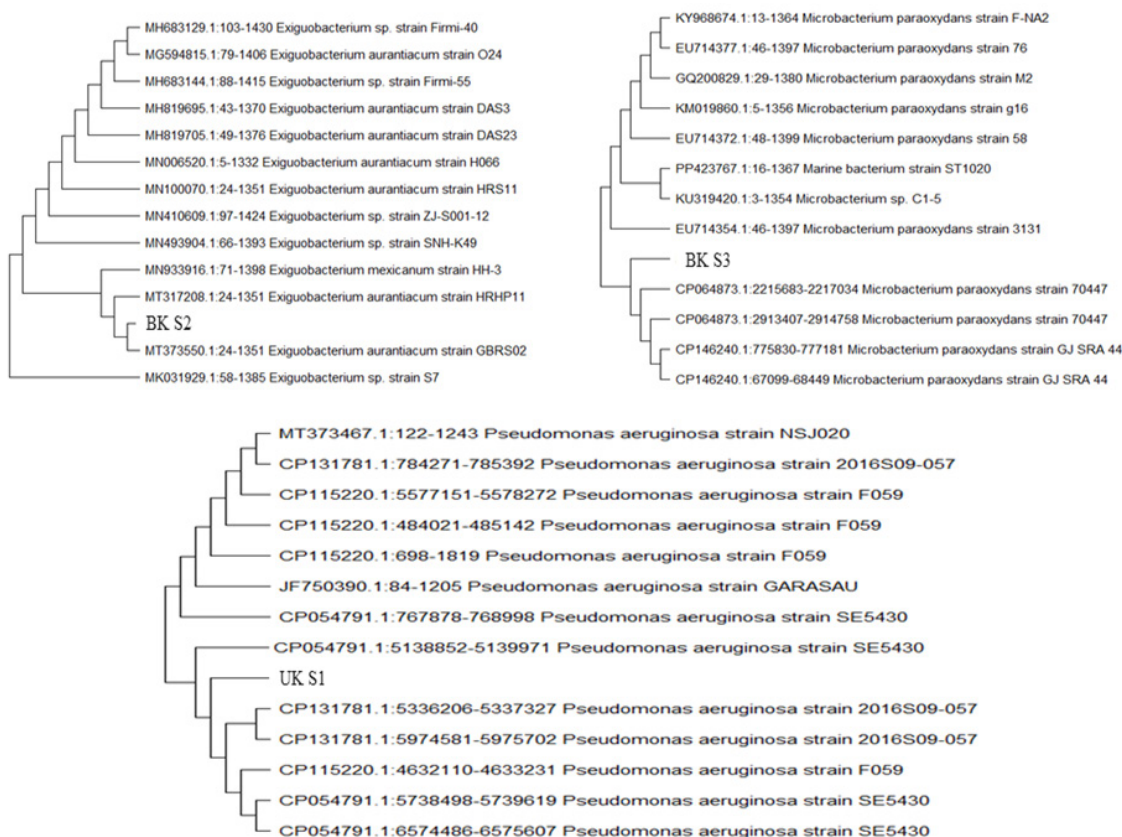 MH683129.1:103-1430 Exiguobacterium sp. strain Firmi-40
MG594815.1:79-1406 Exiguobacterium aurantiacum strain O24
MH683144.1:88-1415 Exiguobacterium sp. strain Firmi-55
MH819695.1:43-1370 Exiguobacterium aurantiacum strain DAS3
MH819705.1:49-1376 Exiguobacterium aurantiacum strain DAS23
MN006520.1:5-1332 Exiguobacterium aurantiacum strain H066
MN100070.1:24-1351 Exiguobacterium aurantiacum strain HRS11
MN410609.1:97-1424 Exiguobacterium sp. strain ZJ-S001-12
MN493904.1:66-1393 Exiguobacterium sp. strain SNH-K49
MN933916.1:71-1398 Exiguobacterium mexicanum strain HH-3
MT317208.1:24-1351 Exiguobacterium aurantiacum strain HRHP11
BK S2
MT373550.1:24-1351 Exiguobacterium aurantiacum strain GBRS02
MK031929.1:58-1385 Exiguobacterium sp. strain S7
KY968674.1:13-1364 Microbacterium paraoxydans strain F-NA2
EU714377.1:46-1397 Microbacterium paraoxydans strain 76
GQ200829.1:29-1380 Microbacterium paraoxydans strain M2
KM019860.1:5-1356 Microbacterium paraoxydans strain g16
EU714372.1:48-1399 Microbacterium paraoxydans strain 58
PP423767.1:16-1367 Marine bacterium strain ST1020
KU319420.1:3-1354 Microbacterium sp. C1-5
EU714354.1:46-1397 Microbacterium paraoxydans strain 3131
BK S3
CP064873.1:2215683-2217034 Microbacterium paraoxydans strain 70447
CP064873.1:2913407-2914758 Microbacterium paraoxydans strain 70447
CP146240.1:775830-777181 Microbacterium paraoxydans strain GJ SRA 44
CP146240.1:67099-68449 Microbacterium paraoxydans strain GJ SRA 44
MT373467.1:122-1243 Pseudomonas aeruginosa strain NSJ020
CP131781.1:784271-785392 Pseudomonas aeruginosa strain 2016S09-057
CP115220.1:5577151-5578272 Pseudomonas aeruginosa strain F059
CP115220.1:484021-485142 Pseudomonas aeruginosa strain F059
CP115220.1:698-1819 Pseudomonas aeruginosa strain F059
JF750390.1:84-1205 Pseudomonas aeruginosa strain GARASAU
CP054791.1:767878-768998 Pseudomonas aeruginosa strain SE5430
CP054791.1:5138852-5139971 Pseudomonas aeruginosa strain SE5430
UK S1
CP131781.1:5336206-5337327 Pseudomonas aeruginosa strain 2016S09-057
CP131781.1:5974581-5975702 Pseudomonas aeruginosa strain 2016S09-057
CP115220.1:4632110-4633231 Pseudomonas aeruginosa strain F059
CP054791.1:5738498-5739619 Pseudomonas aeruginosa strain SE5430
CP054791.1:6574486-6575607 Pseudomonas aeruginosa strain SE5430